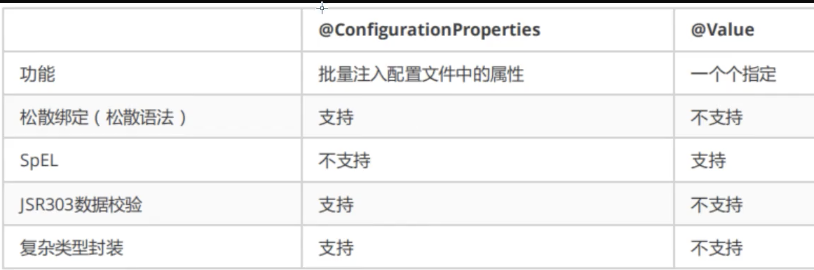 @ConfigurationProperties @Value
功能 批量注入配置文件中的属性 一个个指定
松散绑定（松散语法） 支持 不支持
SpEL 不支持 支持
JSR303数据校验 支持 不支持
复杂类型封装 支持 不支持